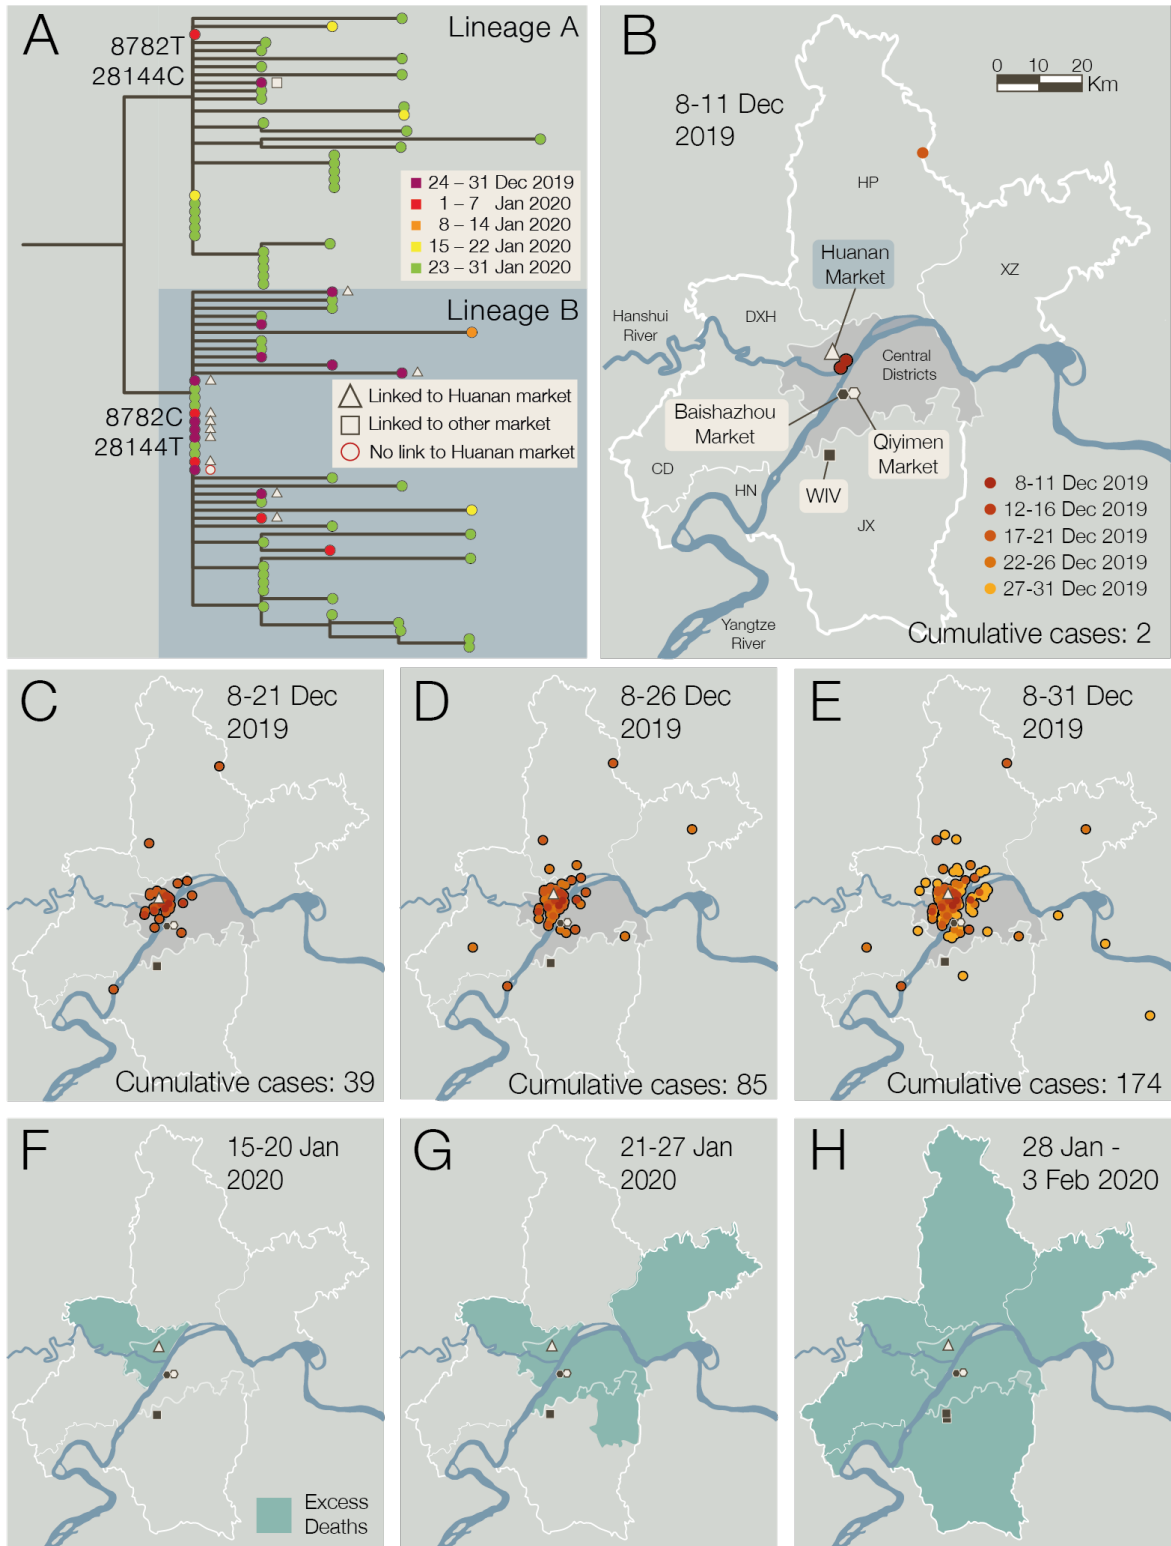 A
Lineage A
8782T
28144C
24 – 31 Dec 2019
1 – 7 Jan 2020
8 – 14 Jan 2020
15 – 22 Jan 2020
23 – 31 Jan 2020
Lineage B
Linked to Huanan market
Linked to other market
No link to Huanan market
8782C
28144T
B
8-11 Dec
2019
0 10 20
Km
HP
XZ
Huanan
Market
Hanshui
River
DXH
Central
Districts
Baishazhou
Market
Qiyimen
Market
CD
HN
WIV
JX
8-11 Dec 2019
12-16 Dec 2019
17-21 Dec 2019
22-26 Dec 2019
27-31 Dec 2019
Yangtze
River
Cumulative cases: 2
C
8-21 Dec
2019
Cumulative cases: 39
D
8-26 Dec
2019
Cumulative cases: 85
E
8-31 Dec
2019
Cumulative cases: 174
F
15-20 Jan
2020
Excess
Deaths
G
21-27 Jan
2020
H
28 Jan -
3 Feb 2020